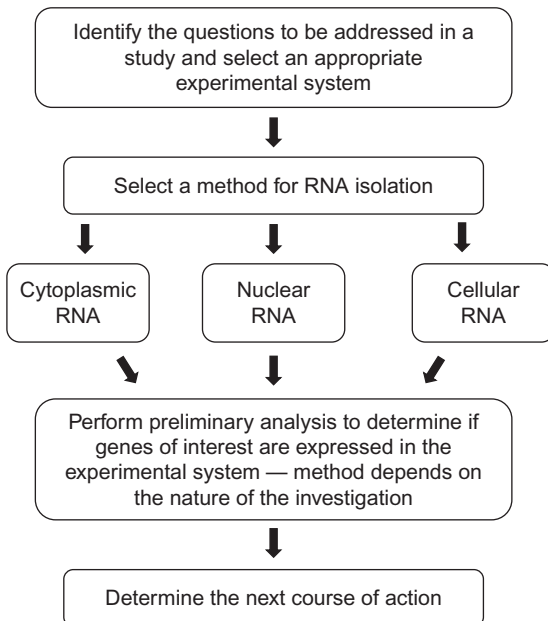 Identify the questions to be addressed in a
study and select an appropriate
experimental system
Select a method for RNA isolation
Cytoplasmic
RNA
Nuclear
RNA
Cellular
RNA
Perform preliminary analysis to determine if
genes of interest are expressed in the
experimental system — method depends on
the nature of the investigation
Determine the next course of action